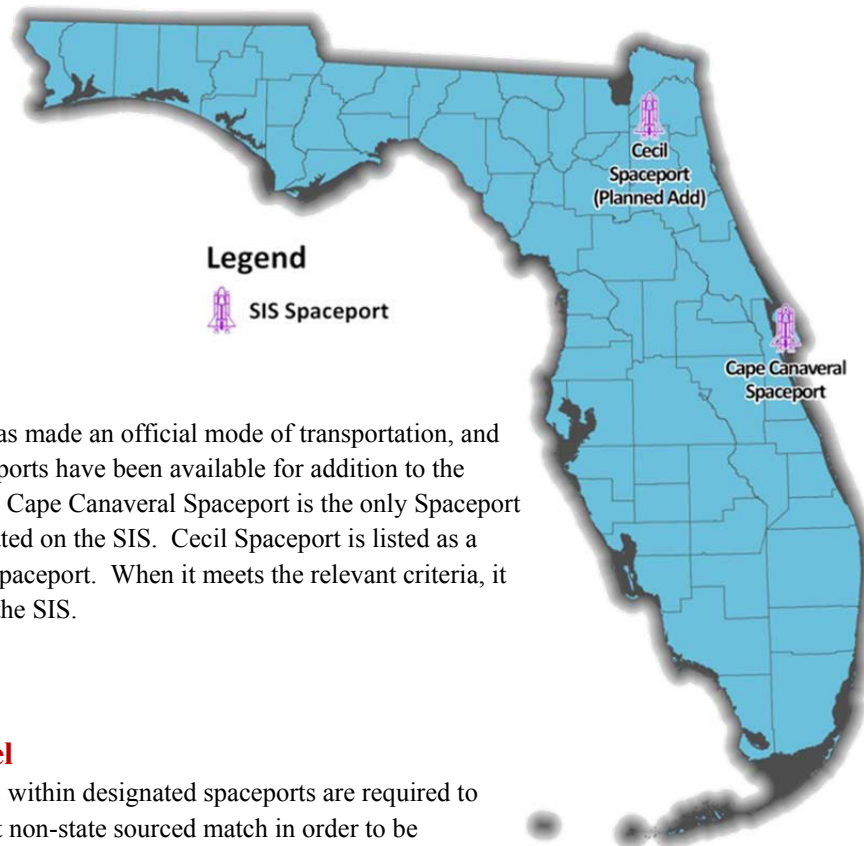 Cecil
Spaceport
(Planned Add)
Legend
SIS Spaceport
Cape Canaveral
Spaceport
as made an official mode of transportation, and
ports have been available for addition to the
Cape Canaveral Spaceport is the only Spaceport
ted on the SIS. Cecil Spaceport is listed as a
paceport. When it meets the relevant criteria, it
he SIS.
el
within designated spaceports are required to
t non-state sourced match in order to be